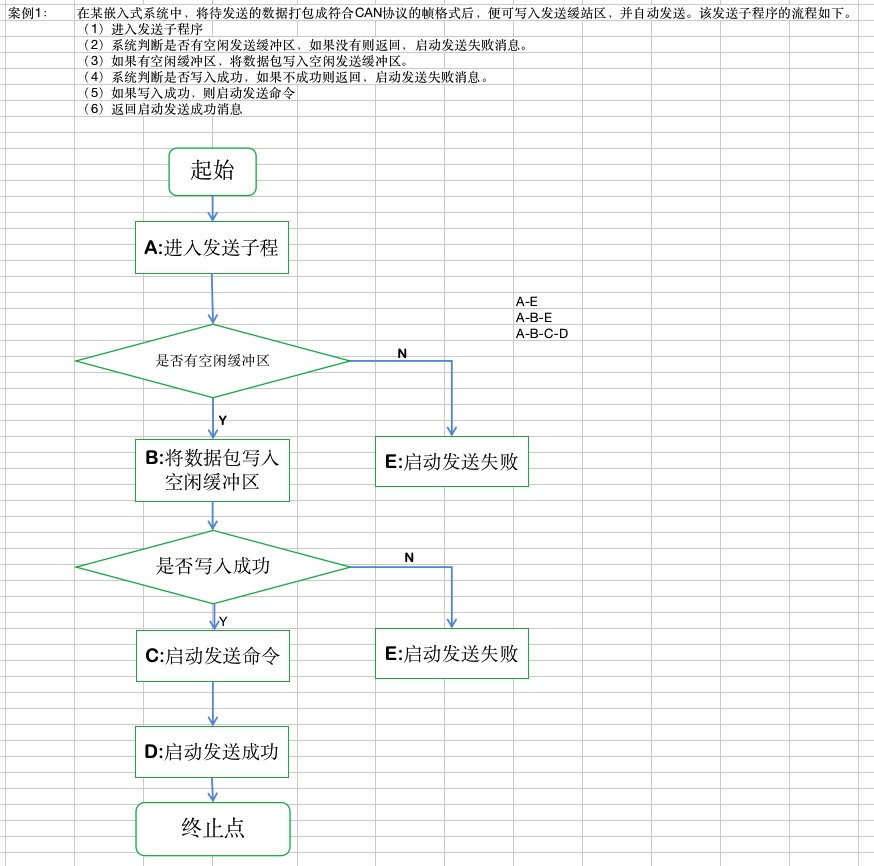 案例1： 在某嵌入式系统中，将待发送的数据打包成符合CAN协议的帧格式后，便可写入发送缓站区，并自动发送。该发送子程序的流程如下。
（1）进入发送子程序
（2）系统判断是否有空闲发送缓冲区，如果没有则返回，启动发送失败消息。
（3）如果有空闲缓冲区，将数据包写入空闲发送缓冲区。
（4）系统判断是否写入成功，如果不成功则返回，启动发送失败消息。
（5）如果写入成功，则启动发送命令
（6）返回启动发送成功消息
起始
A:进入发送子程
A-E
A-B-E
A-B-C-D
是否有空闲缓冲区
N
Y
B:将数据包写入
空闲缓冲区
E:启动发送失败
是否写入成功
N
Y
C:启动发送命令
E:启动发送失败
D:启动发送成功
终止点